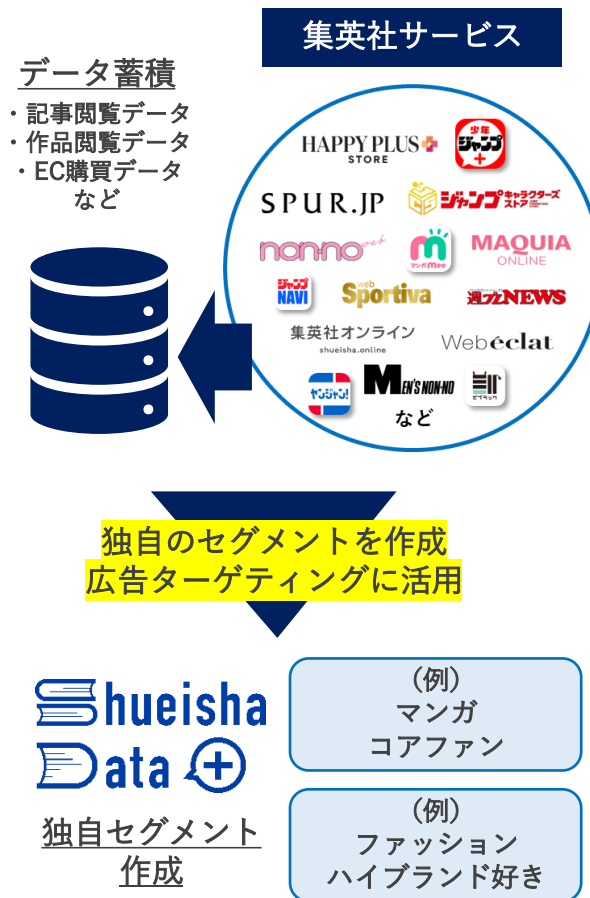 集英社サービス
データ蓄積
・記事閲覧データ
・作品閲覧データ
・EC購買データ
など
HAPPY PLUS
STORE
少年
ジャンプ
+
SPUR.JP
ジャンプキャラクターズ
ストア
non-no web
マンガMee
MAQUIA
ONLINE
ジャンプ
NAVI
web
Sportiva
週プレNEWS
集英社オンライン
shueisha.online
Web éclat
ヤンジャン!
MEN'S NON-NO
ゼブラック
など
独自のセグメントを作成
広告ターゲティングに活用
Shueisha
Data +
独自セグメント
作成
(例)
マンガ
コアファン
(例)
ファッション
ハイブランド好き